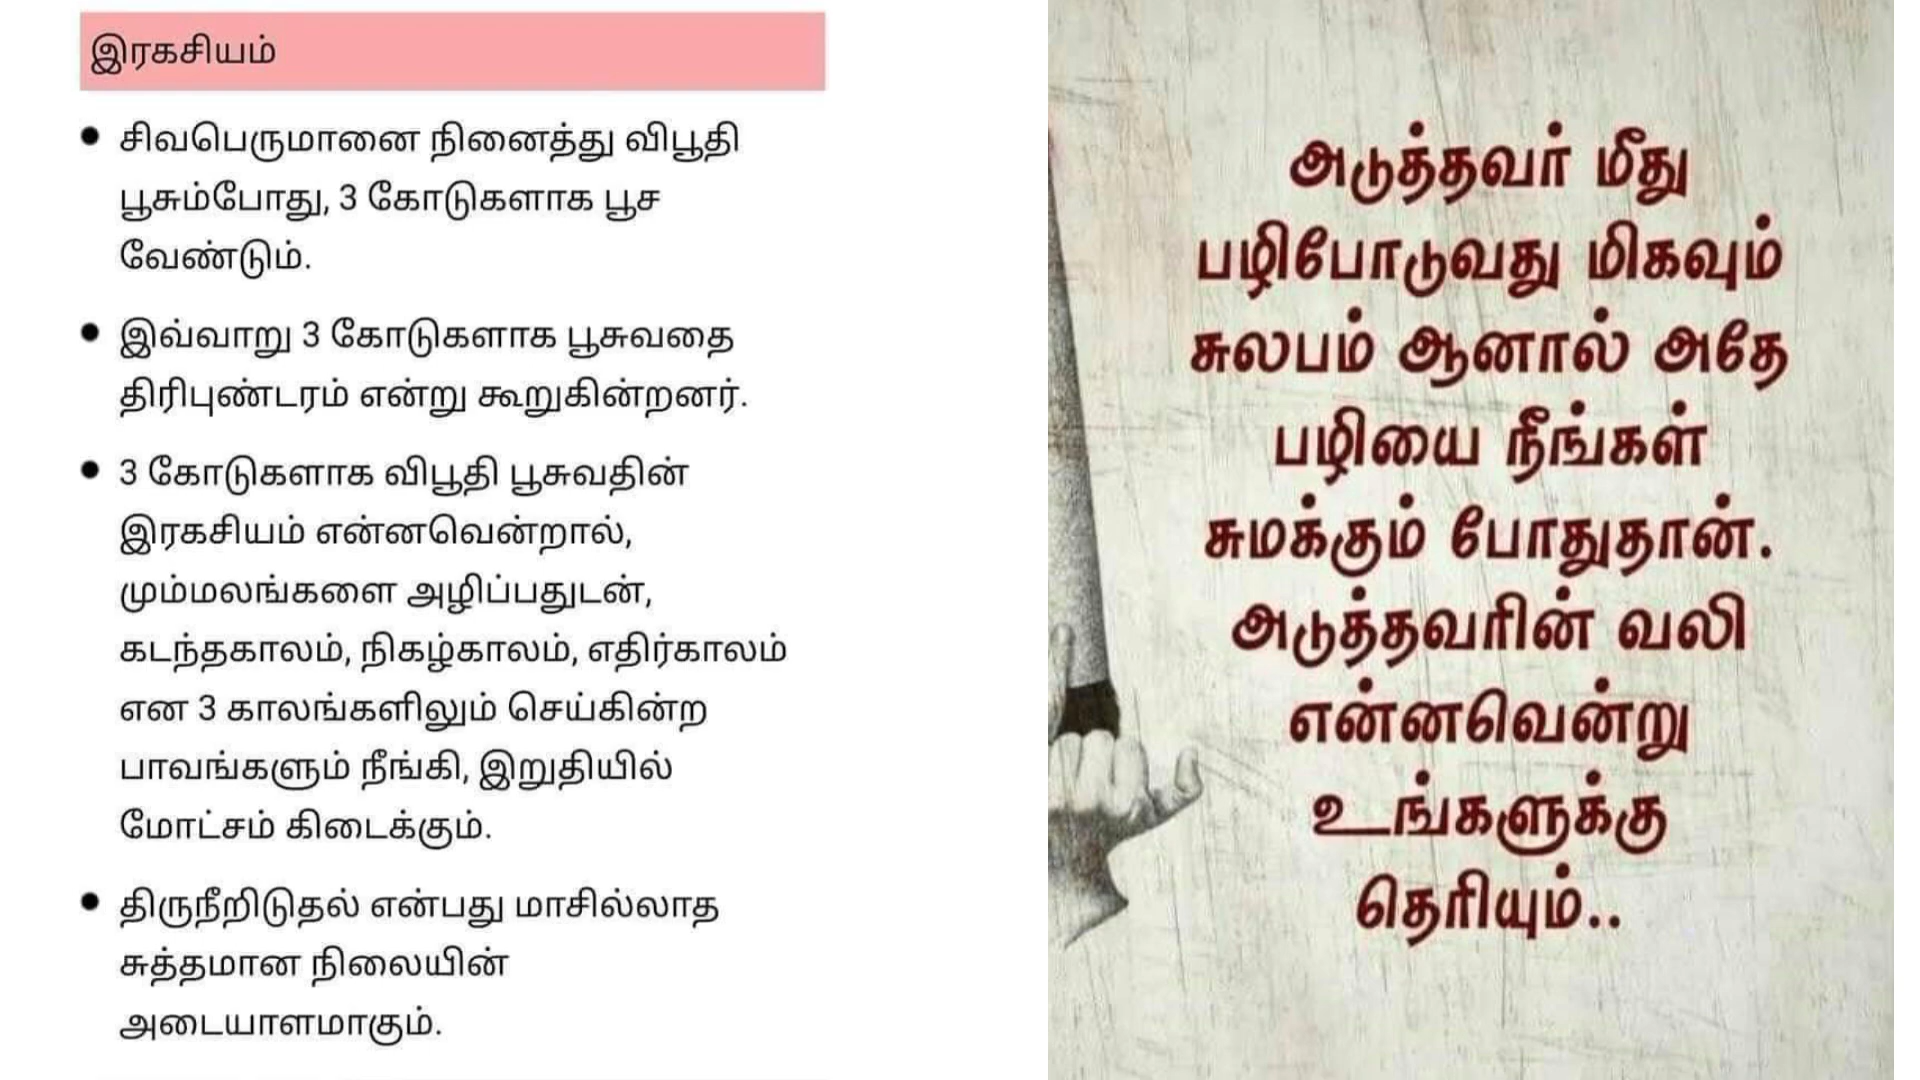 இரகசியம்
● சிவபெருமானை நினைத்து விபூதி
பூசும்போது, 3 கோடுகளாக பூச
வேண்டும்.
● இவ்வாறு 3 கோடுகளாக பூசுவதை
திரிபுண்டரம் என்று கூறுகின்றனர்.
● 3 கோடுகளாக விபூதி பூசுவதின்
இரகசியம் என்னவென்றால்,
மும்மலங்களை அழிப்பதுடன்,
கடந்தகாலம், நிகழ்காலம், எதிர்காலம்
என 3 காலங்களிலும் செய்கின்ற
பாவங்களும் நீங்கி, இறுதியில்
மோட்சம் கிடைக்கும்.
● திருநீறிடுதல் என்பது மாசில்லாத
சுத்தமான நிலையின்
அடையாளமாகும்.
அடுத்தவர் மீது
பழிபோடுவது மிகவும்
சுலபம் ஆனால் அதே
பழியை நீங்கள்
சுமக்கும் போதுதான்.
அடுத்தவரின் வலி
என்னவென்று
உங்களுக்கு
தெரியும்..